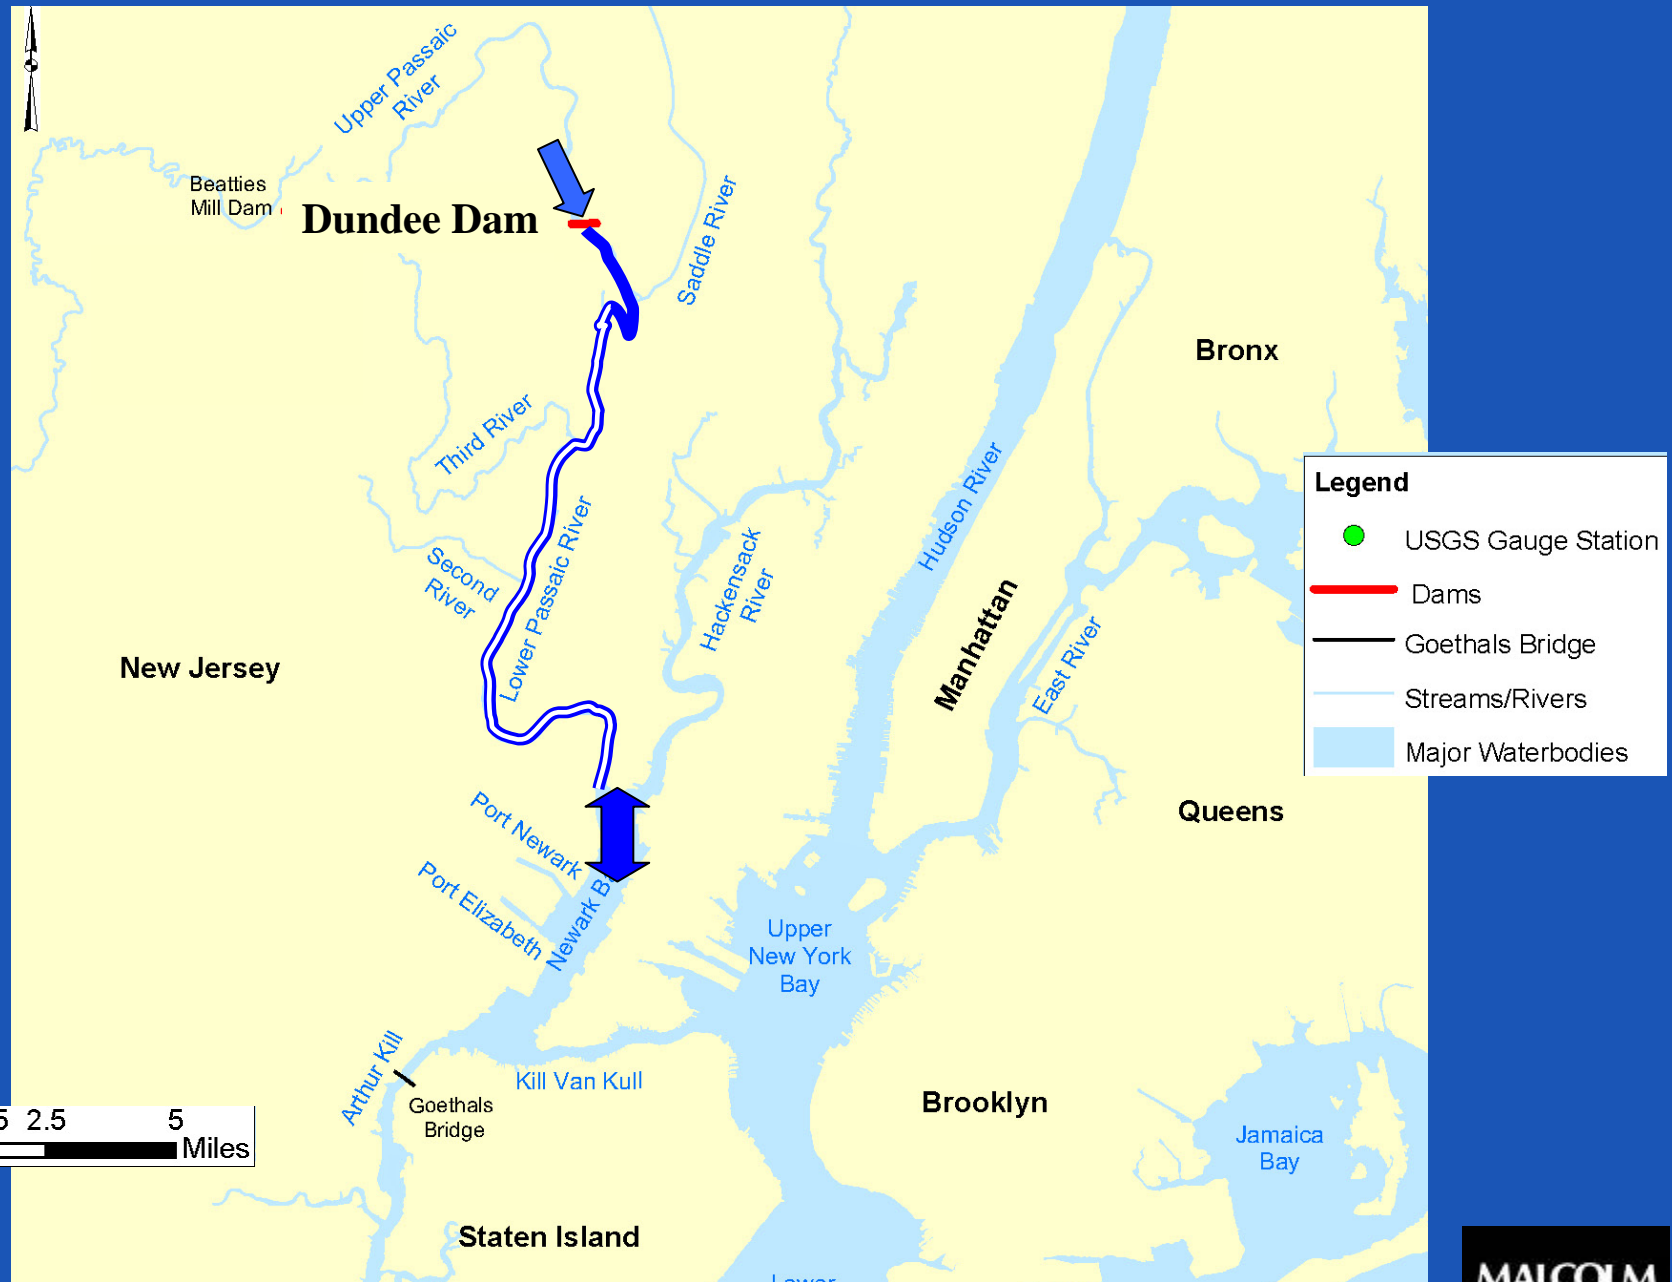 Upper Passaic
River
Beatties
Mill Dam
Dundee Dam
Saddle River
Bronx
Third River
Hudson River
Legend
USGS Gauge Station
Dams
Goethals Bridge
Streams/Rivers
Major Waterbodies
Second
River
Lower Passaic River
Hackensack
River
Manhattan
East River
New Jersey
Port Newark
Queens
Port Elizabeth
Newark B
Upper
New York
Bay
Arthur Kill
Kill Van Kull
Goethals
Bridge
Brooklyn
5 2.5 5
Miles
Jamaica
Bay
Staten Island
Lower
MALCOLM